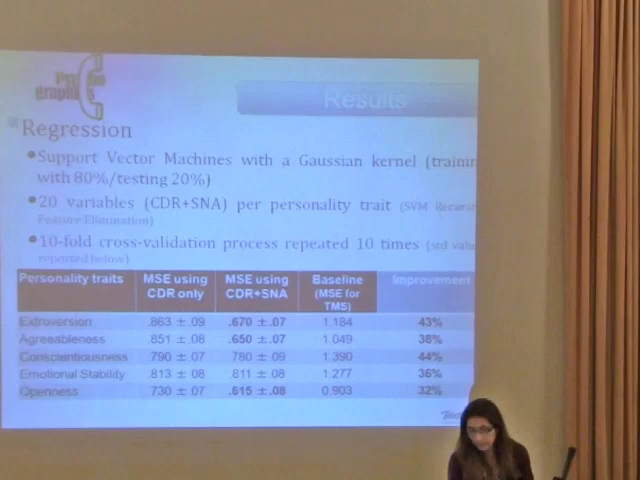 Psycho
graphics
Results
Regression
Support Vector Machines with a Gaussian kernel (trainin
with 80%/testing 20%)
20 variables (CDR+SNA) per personality trait (SVM Recurs
Feature Elimination)
10-fold cross-validation process repeated 10 times (std valu
reported below)
Personality traits MSE using CDR only MSE using CDR+SNA Baseline (MSE for TMS) Improvement
Extroversion .863 ±.09 .670 ±.07 1.184 43%
Agreeableness .851 ±.08 .650 ±.07 1.049 38%
Conscientiousness 790 ±07 780 ±09 1.390 44%
Emotional Stability 813 ±08 811 ±08 1.277 36%
Openness 730 ±07 .615 ±.08 0.903 32%